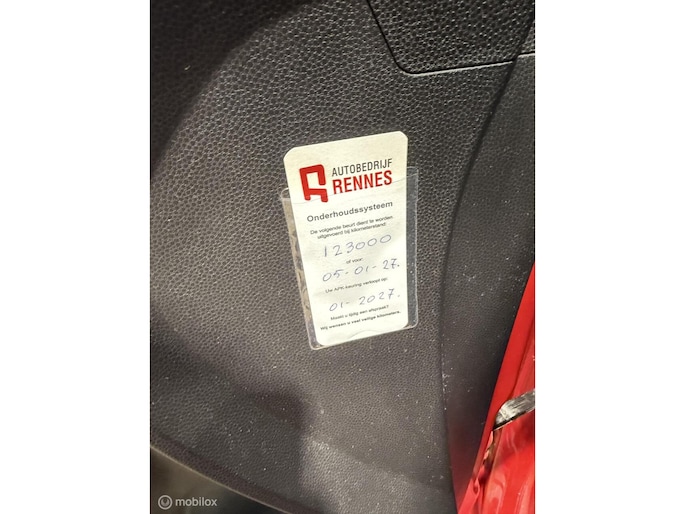 AUTOBEDRIJF
RENNES
Onderhoudssysteem
De volgende beurt dient te worden
uitgevoerd bij kilometerstand:
123000
of voor:
05-01-27.
Uw APK-keuring verloopt op:
01-2027.
Maakt u tijdig een afspraak?
Wij wensen u veel veilige kilometers.
mobilox